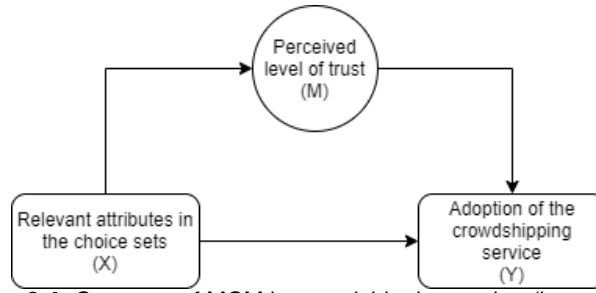 Perceived
level of trust
(M)
Relevant attributes in
the choice sets
(X)
Adoption of the
crowdshipping
service
(Y)